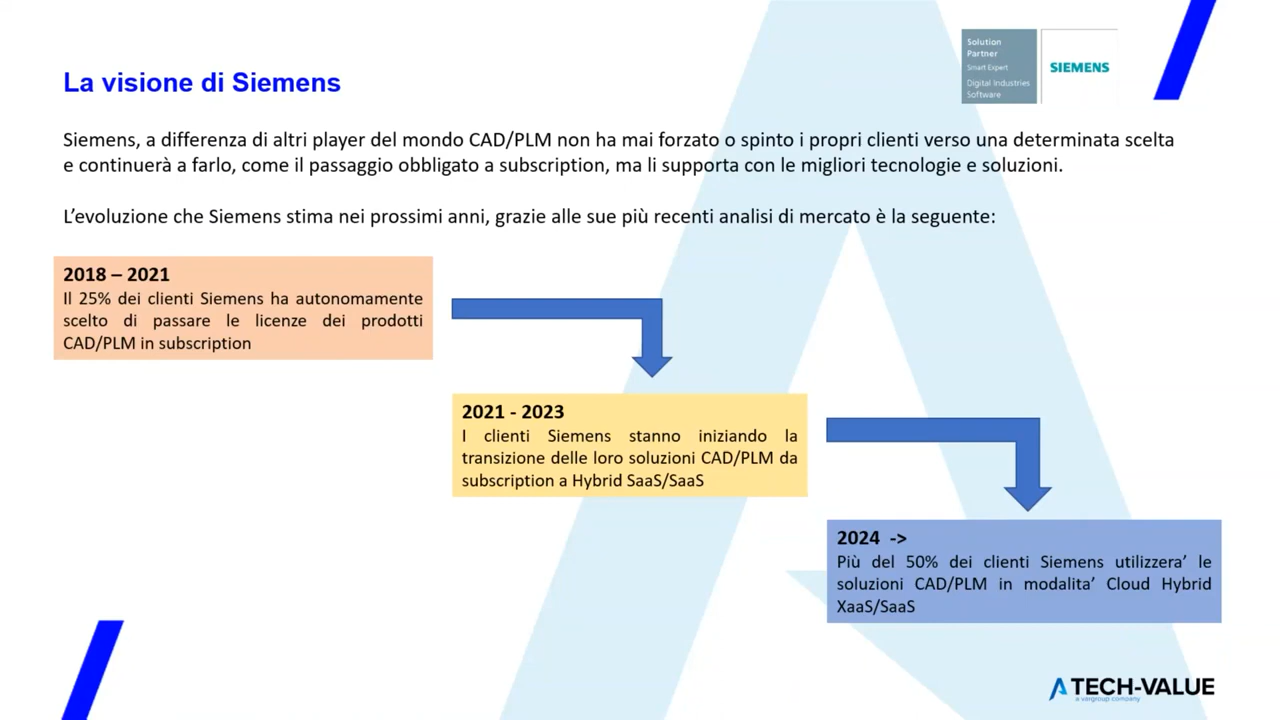 Solution
Partner
Smart Expert
Digital Industries
Software
SIEMENS
La visione di Siemens
Siemens, a differenza di altri player del mondo CAD/PLM non ha mai forzato o spinto i propri clienti verso una determinata scelta
e continuerà a farlo, come il passaggio obbligato a subscription, ma li supporta con le migliori tecnologie e soluzioni.
L’evoluzione che Siemens stima nei prossimi anni, grazie alle sue più recenti analisi di mercato è la seguente:
2018 – 2021
Il 25% dei clienti Siemens ha autonomamente
scelto di passare le licenze dei prodotti
CAD/PLM in subscription
2021 - 2023
I clienti Siemens stanno iniziando la
transizione delle loro soluzioni CAD/PLM da
subscription a Hybrid SaaS/SaaS
2024 ->
Più del 50% dei clienti Siemens utilizzera’ le
soluzioni CAD/PLM in modalita’ Cloud Hybrid
XaaS/SaaS
TECH-VALUE
a vargroup company